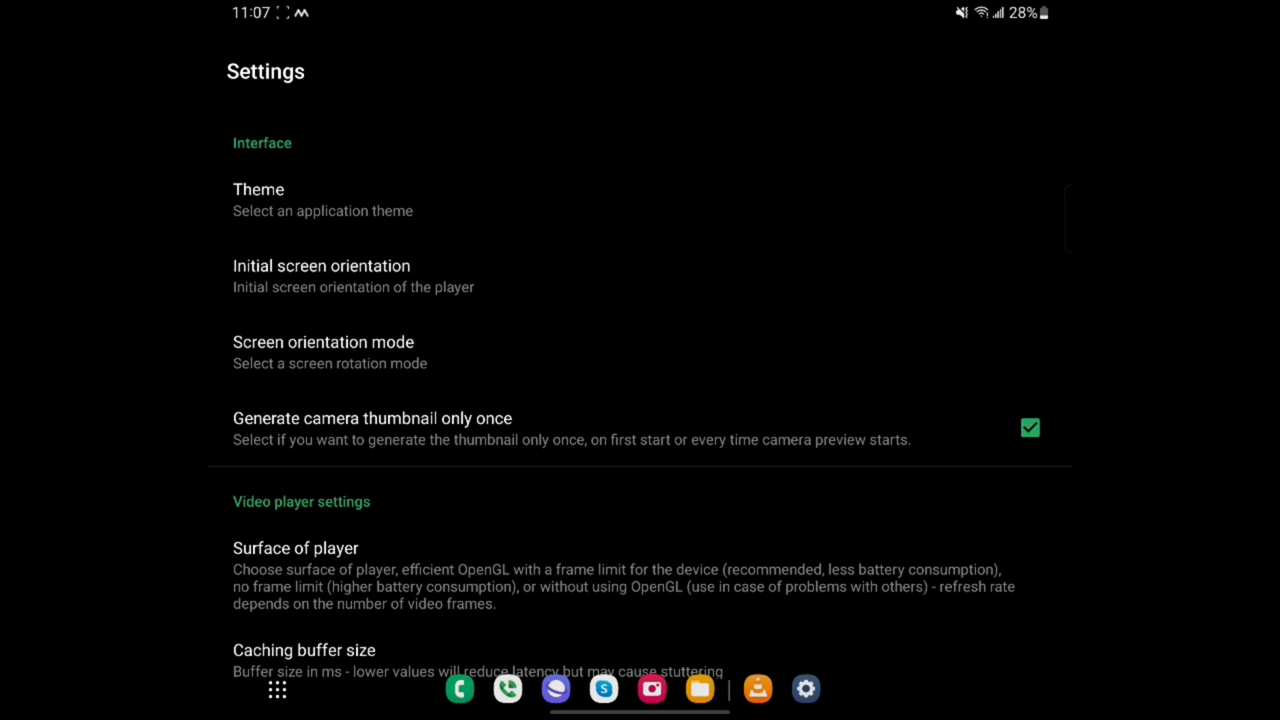 11:07
28%
Settings
Interface
Theme
Select an application theme
Initial screen orientation
Initial screen orientation of the player
Screen orientation mode
Select a screen rotation mode
Generate camera thumbnail only once
Select if you want to generate the thumbnail only once, on first start or every time camera preview starts.
Video player settings
Surface of player
Choose surface of player, efficient OpenGL with a frame limit for the device (recommended, less battery consumption),
no frame limit (higher battery consumption), or without using OpenGL (use in case of problems with others) - refresh rate
depends on the number of video frames.
Caching buffer size
Buffer size in ms - lower values will reduce latency but may cause stuttering
S